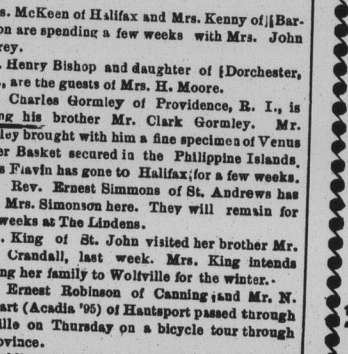 s. McKeen of Halifax and Mrs. Kenny of Bar-
on are spending a few weeks with Mrs. John
rey.
. Henry Bishop and daughter of Dorchester,
., are the guests of Mrs. H. Moore.
Charles Gormley of Providence, R. I., is
ng his brother Mr. Clark Gormley. Mr.
ley brought with him a fine specimen of Venus
er Basket secured in the Philippine Islands.
s Flavin has gone to Halifax for a few weeks.
Rev. Ernest Simmons of St. Andrews has
Mrs. Simonson here. They will remain for
weeks at The Lindens.
. King of St. John visited her brother Mr.
Crandall, last week. Mrs. King intends
ng her family to Wolfville for the winter.
Ernest Robinson of Canning and Mr. N.
art (Acadia '95) of Hantsport passed through
ille on Thursday on a bicycle tour through
ovince.